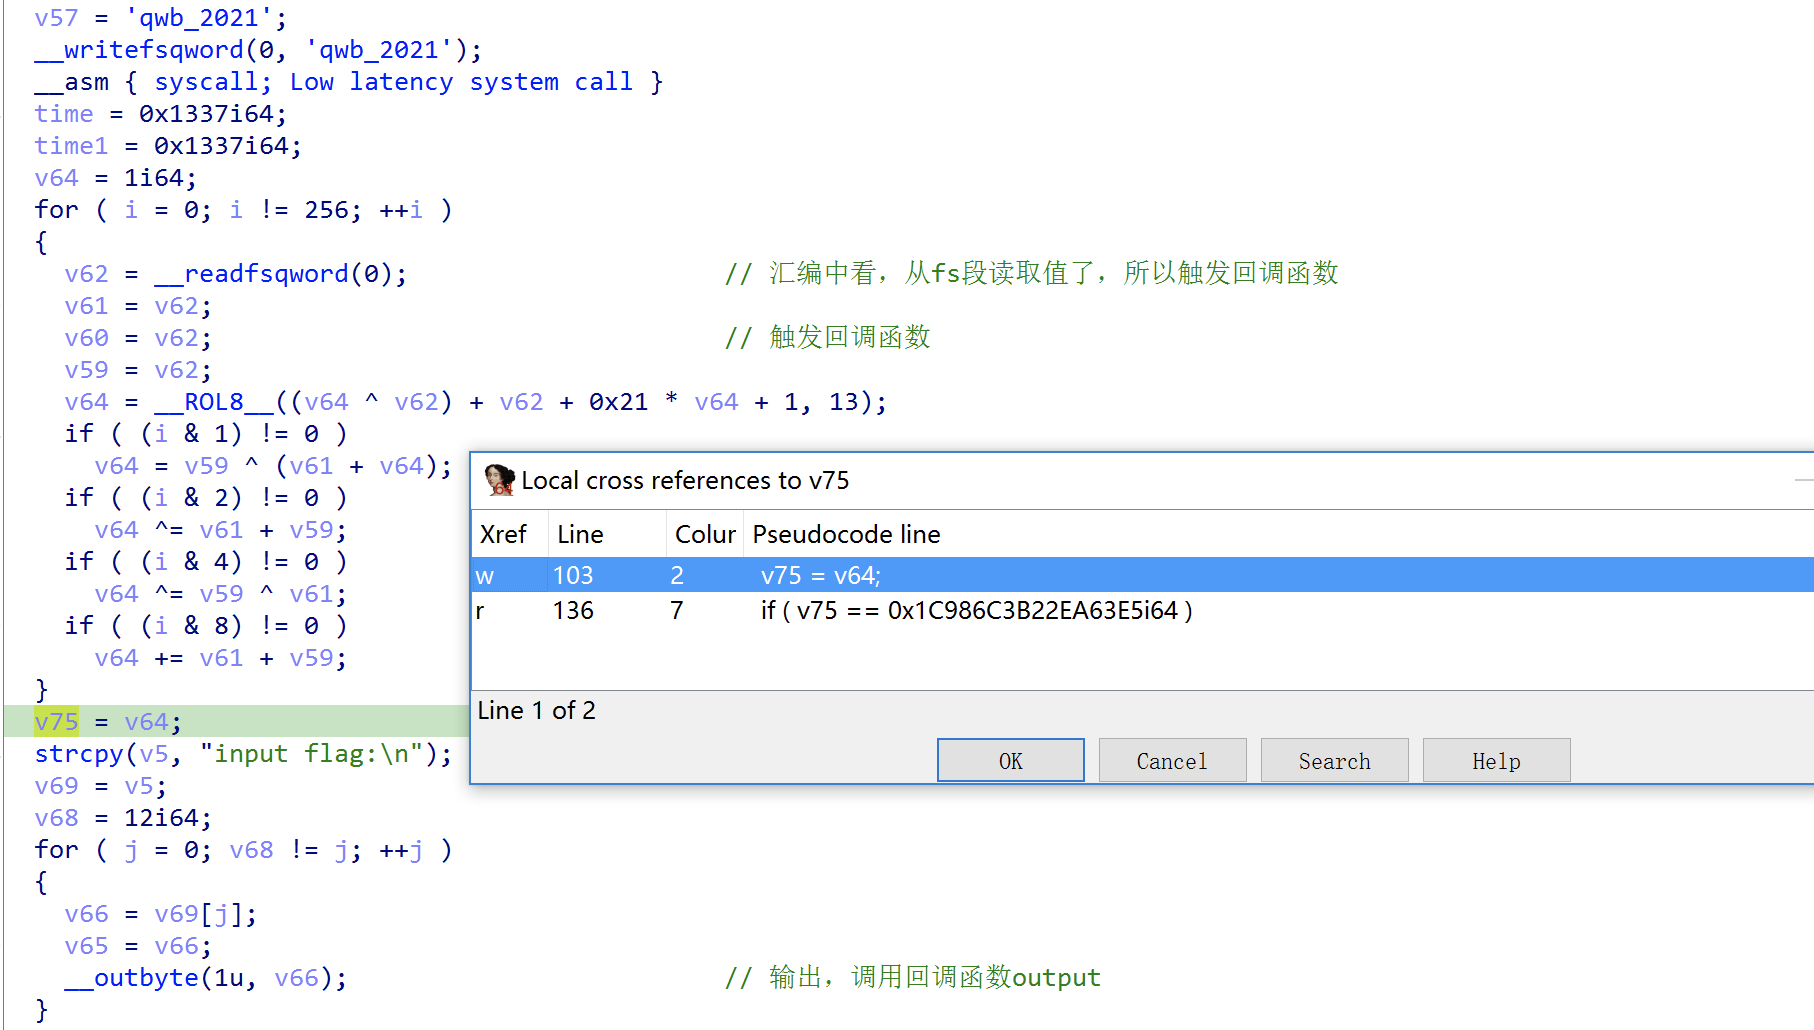 v57 = 'qwb_2021';
__writefsqword(0, 'qwb_2021');
__asm { syscall; Low latency system call }
time = 0x1337i64;
time1 = 0x1337i64;
v64 = 1i64;
for ( i = 0; i != 256; ++i )
{
v62 = __readfsqword(0); // 汇编中看，从fs段读取值了，所以触发回调函数
v61 = v62;
v60 = v62; // 触发回调函数
v59 = v62;
v64 = __ROL8__((v64 ^ v62) + v62 + 0x21 * v64 + 1, 13);
if ( (i & 1) != 0 )
v64 = v59 ^ (v61 + v64);
if ( (i & 2) != 0 )
v64 ^= v61 + v59;
if ( (i & 4) != 0 )
v64 ^= v59 ^ v61;
if ( (i & 8) != 0 )
v64 += v61 + v59;
}
v75 = v64;
strcpy(v5, "input flag:\n");
v69 = v5;
v68 = 12i64;
for ( j = 0; v68 != j; ++j )
{
v66 = v69[j];
v65 = v66;
__outbyte(1u, v66); // 输出，调用回调函数output
}
64
Local cross references to v75
Xref Line Colur Pseudocode line
w 103 2 v75 = v64;
r 136 7 if ( v75 == 0x1C986C3B22EA63E5i64 )
Line 1 of 2
OK Cancel Search Help